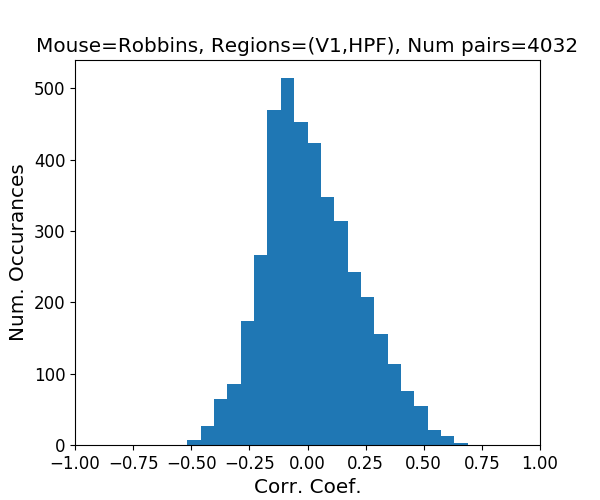 Mouse=Robbins, Regions=(V1,HPF), Num pairs=4032
500
400
300
200
100
0
Num. Occurances
−1.00 −0.75 −0.50 −0.25 0.00 0.25 0.50 0.75 1.00
Corr. Coef.